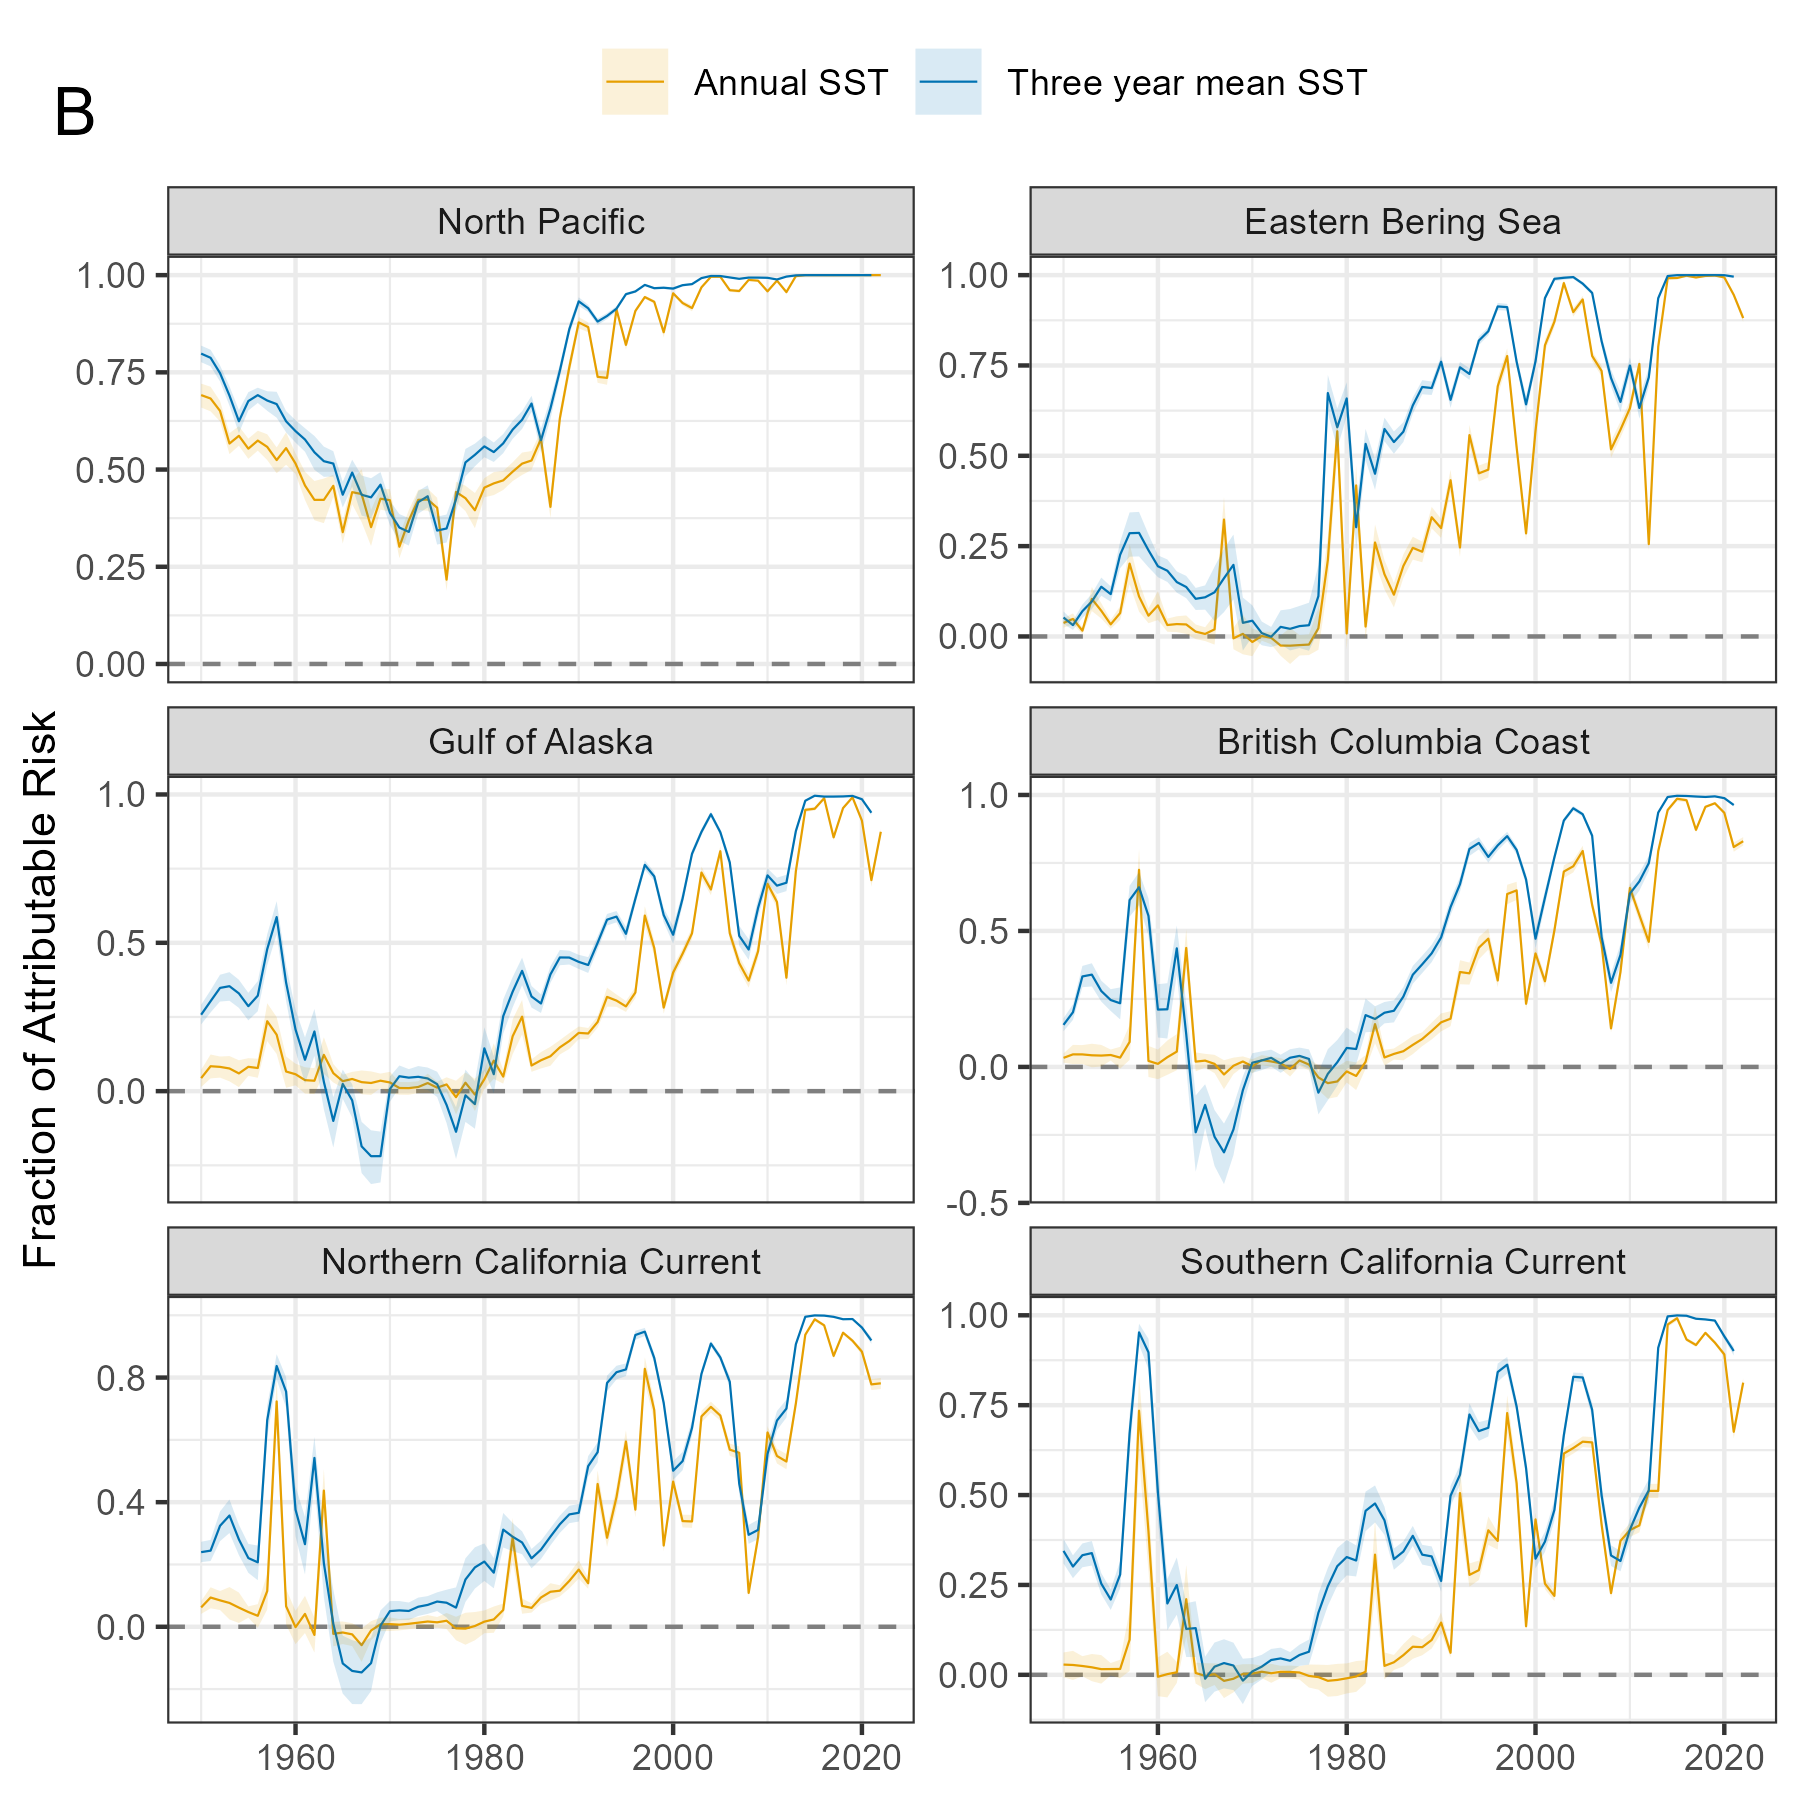 Annual SST
Three year mean SST
B
Fraction of Attributable Risk
North Pacific
1.00
0.75
0.50
0.25
0.00
Eastern Bering Sea
1.00
0.75
0.50
0.25
0.00
Gulf of Alaska
1.0
0.5
0.0
British Columbia Coast
1.0
0.5
0.0
-0.5
Northern California Current
0.8
0.4
0.0
1960 1980 2000 2020
Southern California Current
1.00
0.75
0.50
0.25
0.00
1960 1980 2000 2020